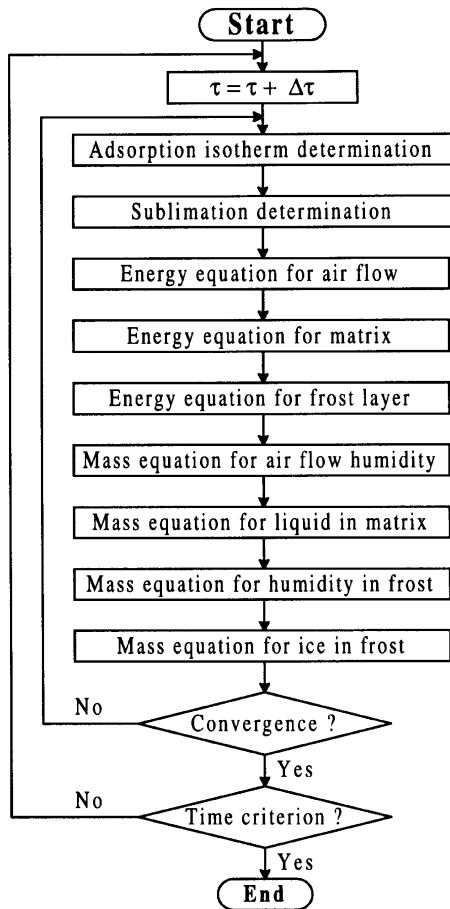 Start
τ = τ + Δτ
Adsorption isotherm determination
Sublimation determination
Energy equation for air flow
Energy equation for matrix
Energy equation for frost layer
Mass equation for air flow humidity
Mass equation for liquid in matrix
Mass equation for humidity in frost
Mass equation for ice in frost
No
Convergence ?
Yes
No
Time criterion ?
Yes
End